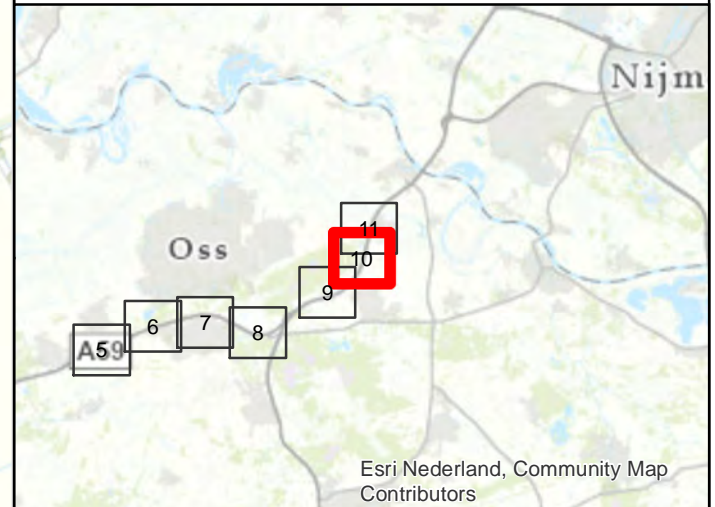 Nijm
11
Oss
10
9
6
7
8
A59
5
Esri Nederland, Community Map
Contributors